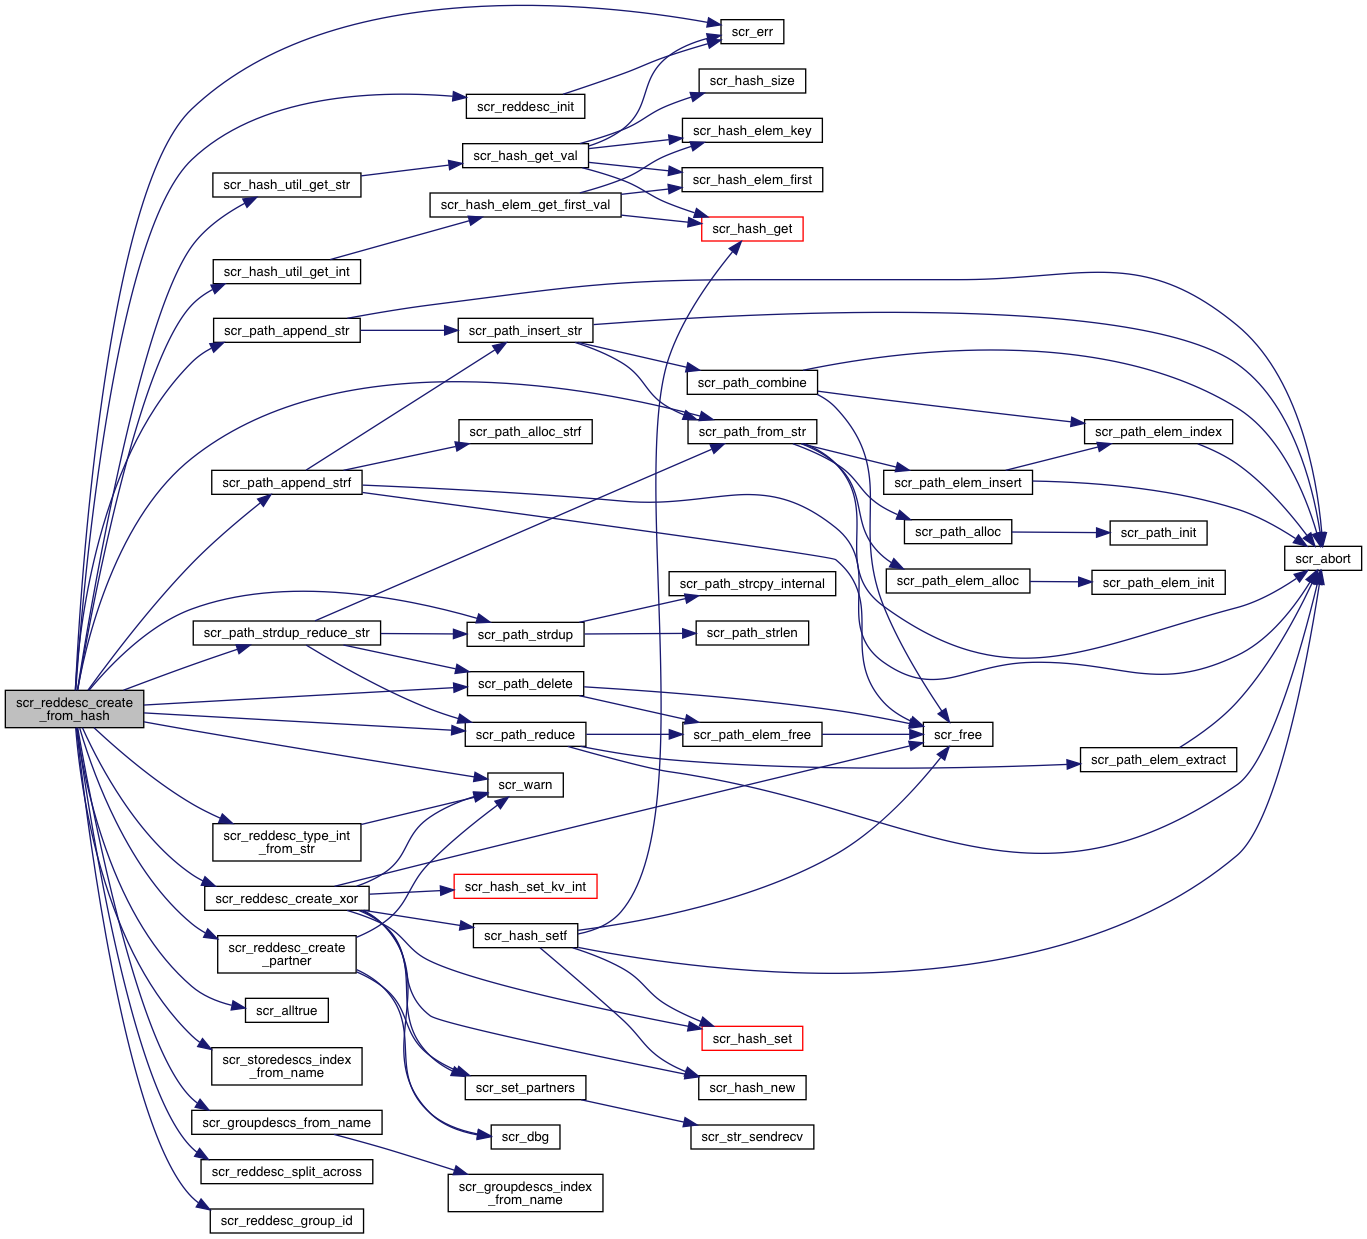 scr_err
scr_hash_size
scr_reddesc_init
scr_hash_elem_key
scr_hash_get_val
scr_hash_util_get_str
scr_hash_elem_first
scr_hash_elem_get_first_val
scr_hash_get
scr_hash_util_get_int
scr_path_append_str
scr_path_insert_str
scr_path_combine
scr_path_alloc_strf
scr_path_from_str
scr_path_elem_index
scr_path_append_strf
scr_path_elem_insert
scr_path_alloc
scr_path_init
scr_abort
scr_path_strcpy_internal
scr_path_elem_alloc
scr_path_elem_init
scr_path_strdup_reduce_str
scr_path_strdup
scr_path_strlen
scr_path_delete
scr_reddesc_create
_from_hash
scr_path_reduce
scr_path_elem_free
scr_free
scr_path_elem_extract
scr_warn
scr_reddesc_type_int
_from_str
scr_hash_set_kv_int
scr_reddesc_create_xor
scr_hash_setf
scr_reddesc_create
_partner
scr_alltrue
scr_hash_set
scr_storedescs_index
_from_name
scr_set_partners
scr_hash_new
scr_groupdescs_from_name
scr_dbg
scr_str_sendrecv
scr_reddesc_split_across
scr_groupdescs_index
_from_name
scr_reddesc_group_id